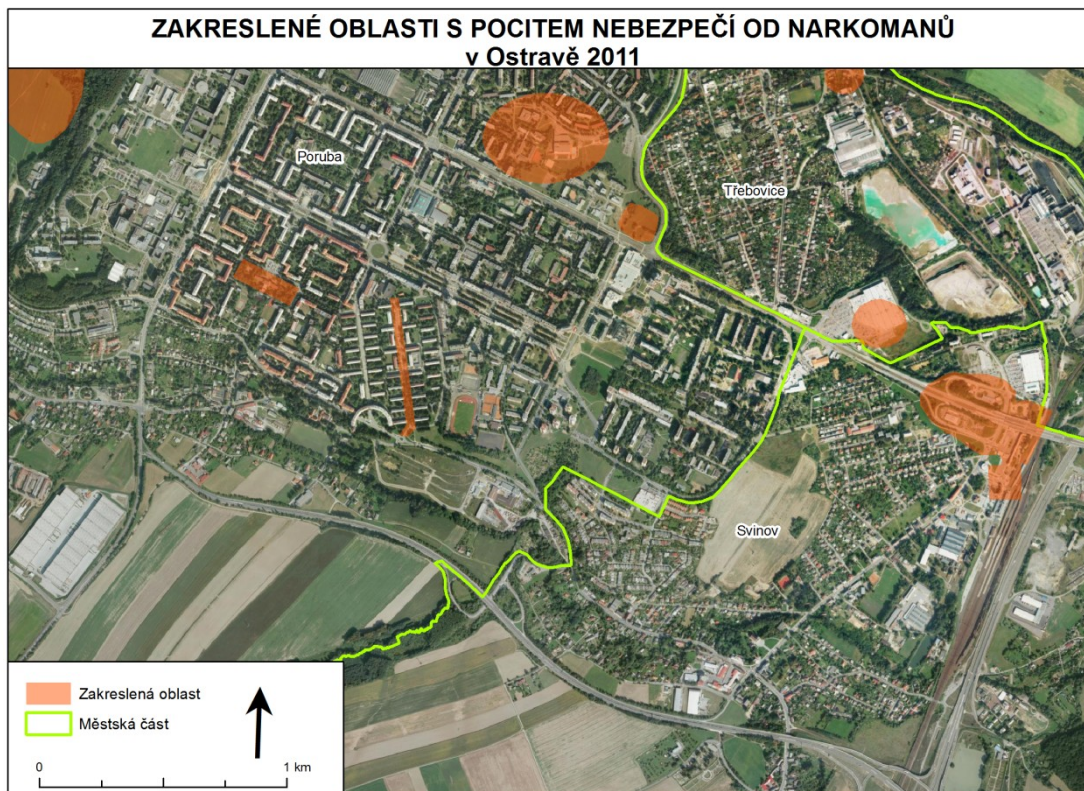 ZAKRESLENÉ OBLASTI S POCITEM NEBEZPEČÍ OD NARKOMANŮ
v Ostravě 2011
Poruba
Třebovice
Svinov
Zakreslená oblast
Městská část
0 1 km